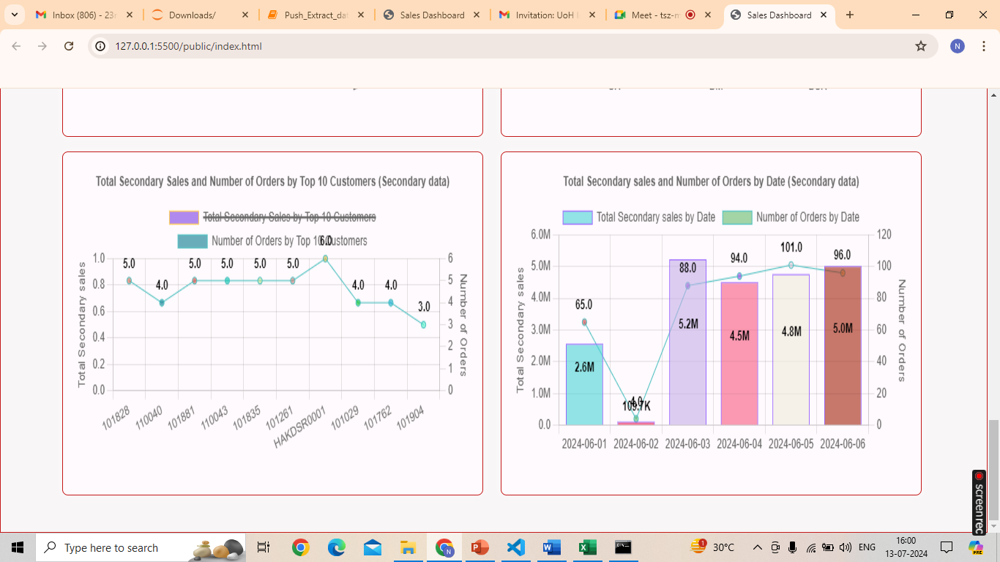 Inbox (806) - 23
Downloads/
Push_Extract_da
Sales Dashboard
Invitation: UoH
Meet - tsz-m
Sales Dashboard
127.0.0.1:5500/public/index.html
N
Total Secondary Sales and Number of Orders by Top 10 Customers (Secondary data)
Total Secondary Sales by Top 10 Customers
Number of Orders by Top 10 Customers
6.0
1.0
0.8
0.6
0.4
0.2
0.0
Total Secondary sales
5.0
4.0
5.0
5.0
5.0
5.0
4.0
4.0
3.0
6
5
4
3
2
1
0
Number of Orders
101828
110040
101881
110043
101835
101261
HAKDSR0001
101029
101762
101904
Total Secondary sales and Number of Orders by Date (Secondary data)
Total Secondary sales by Date
Number of Orders by Date
6.0M
5.0M
4.0M
3.0M
2.0M
1.0M
0.0
Total Secondary sales
65.0
4.0
88.0
94.0
101.0
96.0
2.6M
109.7K
5.2M
4.5M
4.8M
5.0M
120
100
80
60
40
20
0
Number of Orders
2024-06-01
2024-06-02
2024-06-03
2024-06-04
2024-06-05
2024-06-06
screen rec
Type here to search
1
30°C
ENG
16:00
13-07-2024
PRE